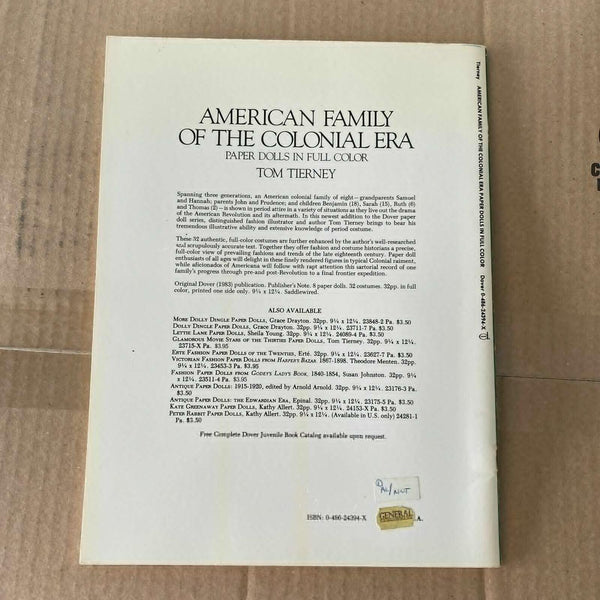 AMERICAN FAMILY
OF THE COLONIAL ERA
PAPER DOLLS IN FULL COLOR
TOM TIERNEY
Spanning three generations, an American colonial family of eight—grandparents Samuel
and Hannah; parents John and Prudence; and children Benjamin (18), Sarah (15), Ruth (6)
and Thomas (2)—is shown in period attire in a variety of situations as they live out the drama
of the American Revolution and its aftermath. In this newest addition to the Dover paper
doll series, distinguished fashion illustrator and author Tom Tierney brings to bear his
tremendous illustrative ability and extensive knowledge of period costume.
These 32 authentic, full-color costumes are further enhanced by the author's well-researched
and scrupulously accurate text. Together they offer fashion and costume historians a precise,
full-color view of prevailing fashions and trends of the late eighteenth century. Paper doll
enthusiasts of all ages will delight in these finely rendered figures in typical Colonial raiment,
while aficionados of Americana will follow with rapt attention this sartorial record of one
family's progress through pre-and post-Revolution to a final frontier expedition.
Original Dover (1983) publication. Publisher's Note. 8 paper dolls. 32 costumes. 32pp. in full
color, printed one side only. 9¼ x 12¼. Saddlewired.
ALSO AVAILABLE
MORE DOLLY DINGLE PAPER DOLLS, Grace Drayton. 32pp. 9¼ x 12¼. 23848-2 Pa. $3.50
DOLLY DINGLE PAPER DOLLS, Grace Drayton. 32pp. 9¼ x 12¼. 23711-7 Pa. $3.50
LETTIE LANE PAPER DOLLS, Sheila Young. 32pp. 9¼ x 12¼. 24089-4 Pa. $3.50
GLAMOROUS MOVIE STARS OF THE THIRTIES PAPER DOLLS, Tom Tierney. 32pp. 9¼ x 12¼.
23715-X Pa. $3.95
ERTÉ FASHION PAPER DOLLS OF THE TWENTIES, Erté. 32pp. 9¼ x 12¼. 23627-7 Pa. $3.50
VICTORIAN FASHION PAPER DOLLS FROM HARPER'S BAZAR, 1867-1898, Theodore Menten. 32pp.
9¼ x 12¼. 23453-3 Pa. $3.95
FASHION PAPER DOLLS FROM GODEY'S LADY'S BOOK, 1840-1854, Susan Johnston. 32pp. 9¼
x 12¼. 23511-4 Pa. $3.95
ANTIQUE PAPER DOLLS: 1915-1920, edited by Arnold Arnold. 32pp. 9¼ x 12¼. 23176-3 Pa.
$3.50
ANTIQUE PAPER DOLLS: THE EDWARDIAN ERA, Epinal. 32pp. 9¼ x 12¼. 23175-5 Pa. $3.50
KATE GREENAWAY PAPER DOLLS, Kathy Allert. 32pp. 9¼ x 12¼. 24153-X Pa. $3.50
PETER RABBIT PAPER DOLLS, Kathy Allert. 32pp. 9¼ x 12¼. (Available in U.S. only) 24281-1
Pa. $3.50
Free Complete Dover Juvenile Book Catalog available upon request.
ISBN: 0-486-24394-X
GENERAL
.A.
Tierney AMERICAN FAMILY OF THE COLONIAL ERA PAPER DOLLS IN FULL COLOR Dover 0-486-24394-X